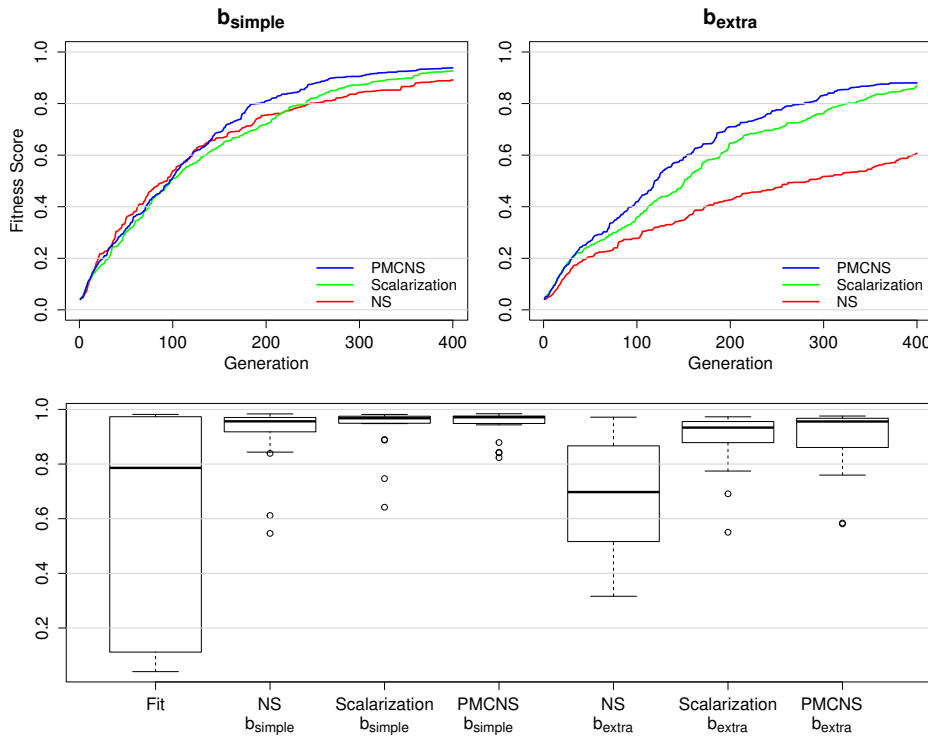 b_simple
b_extra
Fitness Score
1.0
0.8
0.6
0.4
0.2
0.0
PMCNS
Scalarization
NS
0 100 200 300 400
Generation
1.0
0.8
0.6
0.4
0.2
0.0
PMCNS
Scalarization
NS
0 100 200 300 400
Generation
1.0
0.8
0.6
0.4
0.2
Fit NS Scalarization PMCNS NS Scalarization PMCNS
b_simple b_simple b_simple b_extra b_extra b_extra